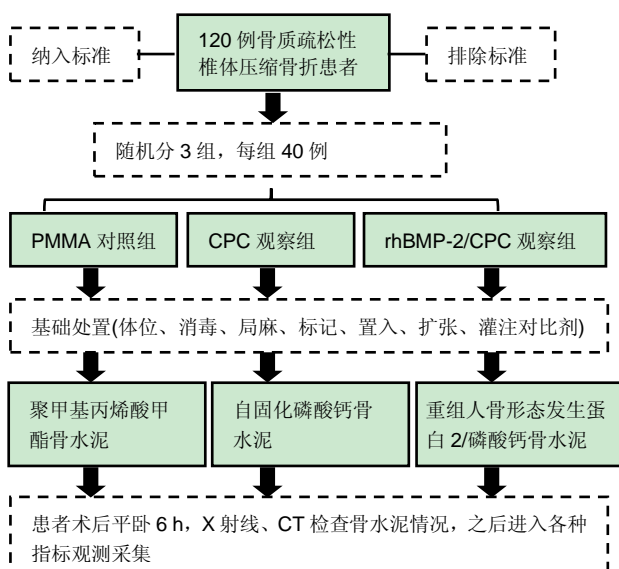 纳入标准
120 例骨质疏松性
椎体压缩骨折患者
排除标准
随机分 3 组，每组 40 例
PMMA 对照组
CPC 观察组
rhBMP-2/CPC 观察组
基础处置(体位、消毒、局麻、标记、置入、扩张、灌注对比剂)
聚甲基丙烯酸甲
酯骨水泥
自固化磷酸钙骨
水泥
重组人骨形态发生蛋
白 2/磷酸钙骨水泥
患者术后平卧 6 h，X 射线、CT 检查骨水泥情况，之后进入各种
指标观测采集